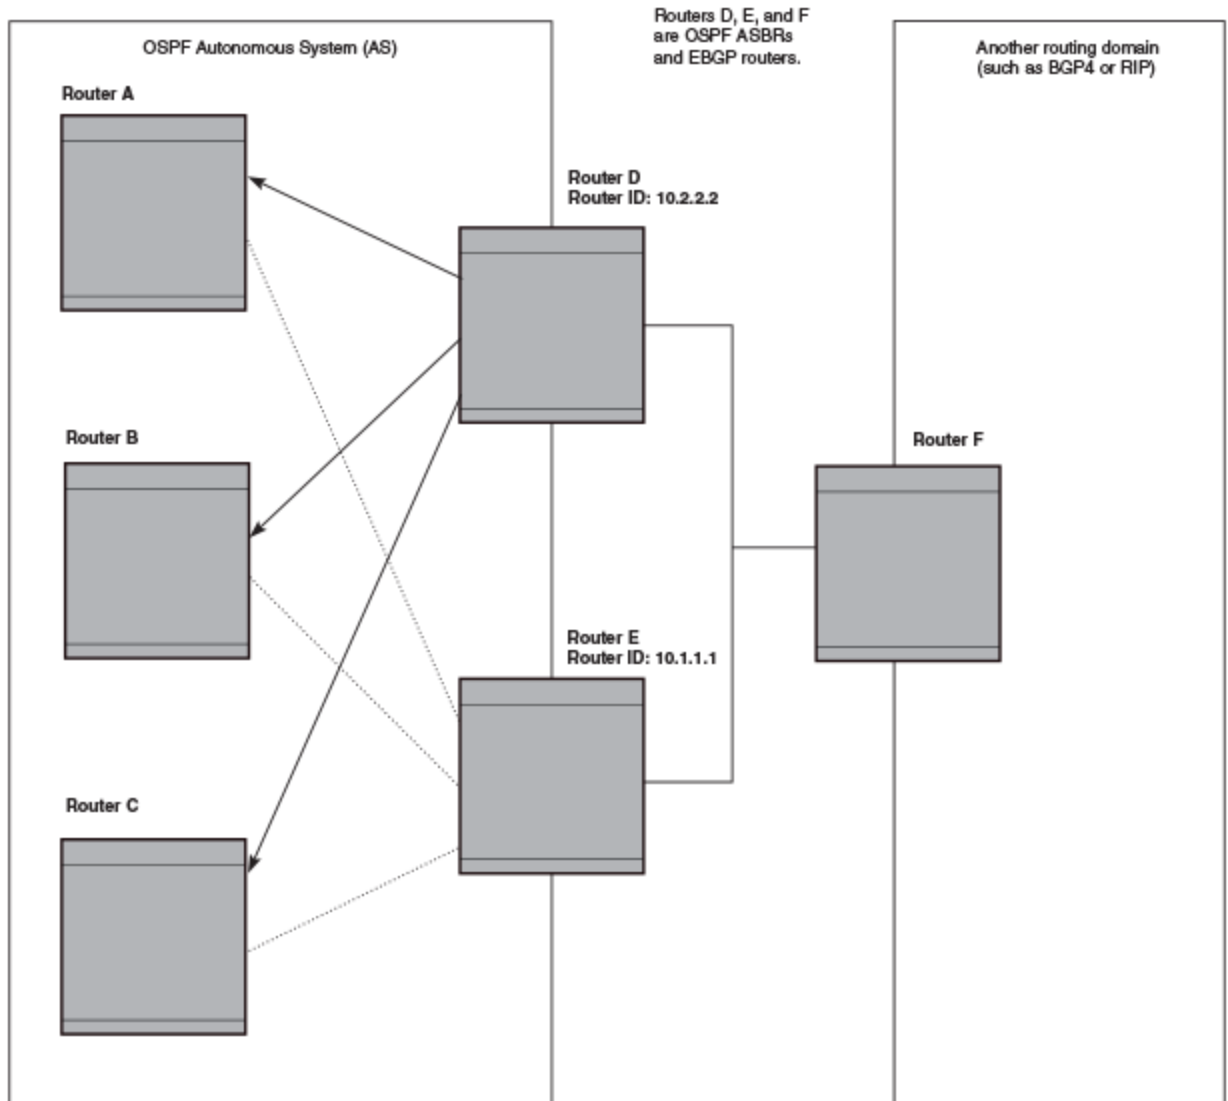 Routers D, E, and F
are OSPF ASBRs
and EBGP routers.
OSPF Autonomous System (AS)
Another routing domain
(such as BGP4 or RIP)
Router A
Router D
Router ID: 10.2.2.2
Router B
Router F
Router E
Router ID: 10.1.1.1
Router C